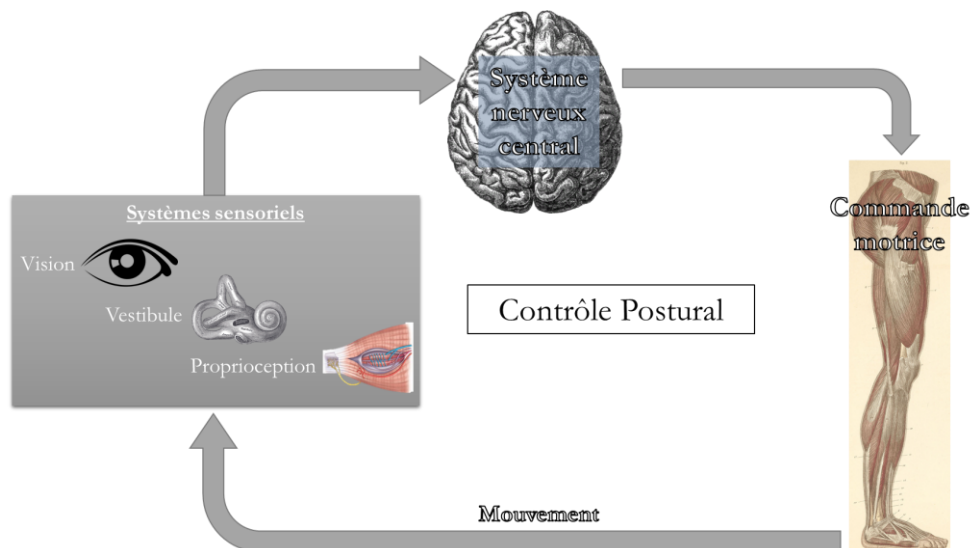 Système
nerveux
central
Systèmes sensoriels
Vision
Vestibule
Proprioception
Commande
motrice
Contrôle Postural
Mouvement